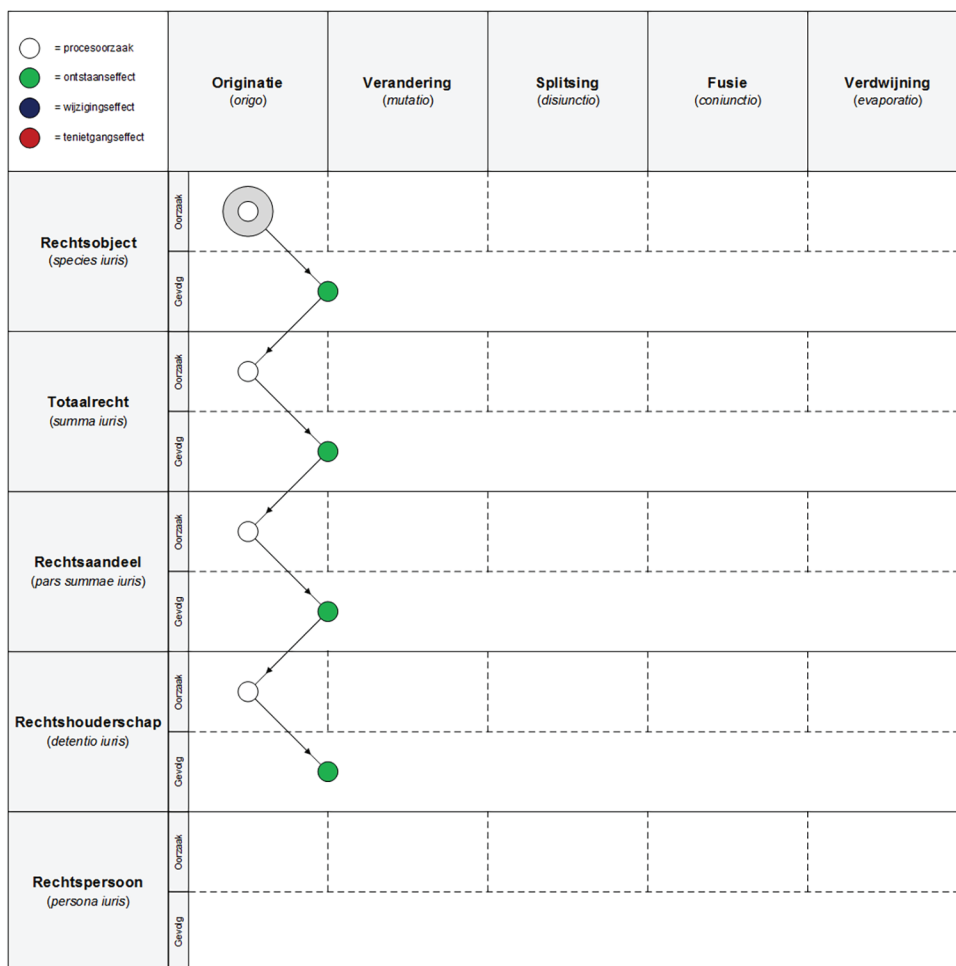 = procesoorzaak
= ontstaanseffect
= wijzigingseffect
= tenietgangseffect
Originatie
(origo)
Verandering
(mutatio)
Splitsing
(disiunctio)
Fusie
(coniunctio)
Verdwijning
(evaporatio)
Rechtsobject
(species iuris)
Oorzaak
Gevolg
Totaalrecht
(summa iuris)
Oorzaak
Gevolg
Rechtsaandeel
(pars summae iuris)
Oorzaak
Gevolg
Rechtshouderschap
(detentio iuris)
Oorzaak
Gevolg
Rechtspersoon
(persona iuris)
Oorzaak
Gevolg